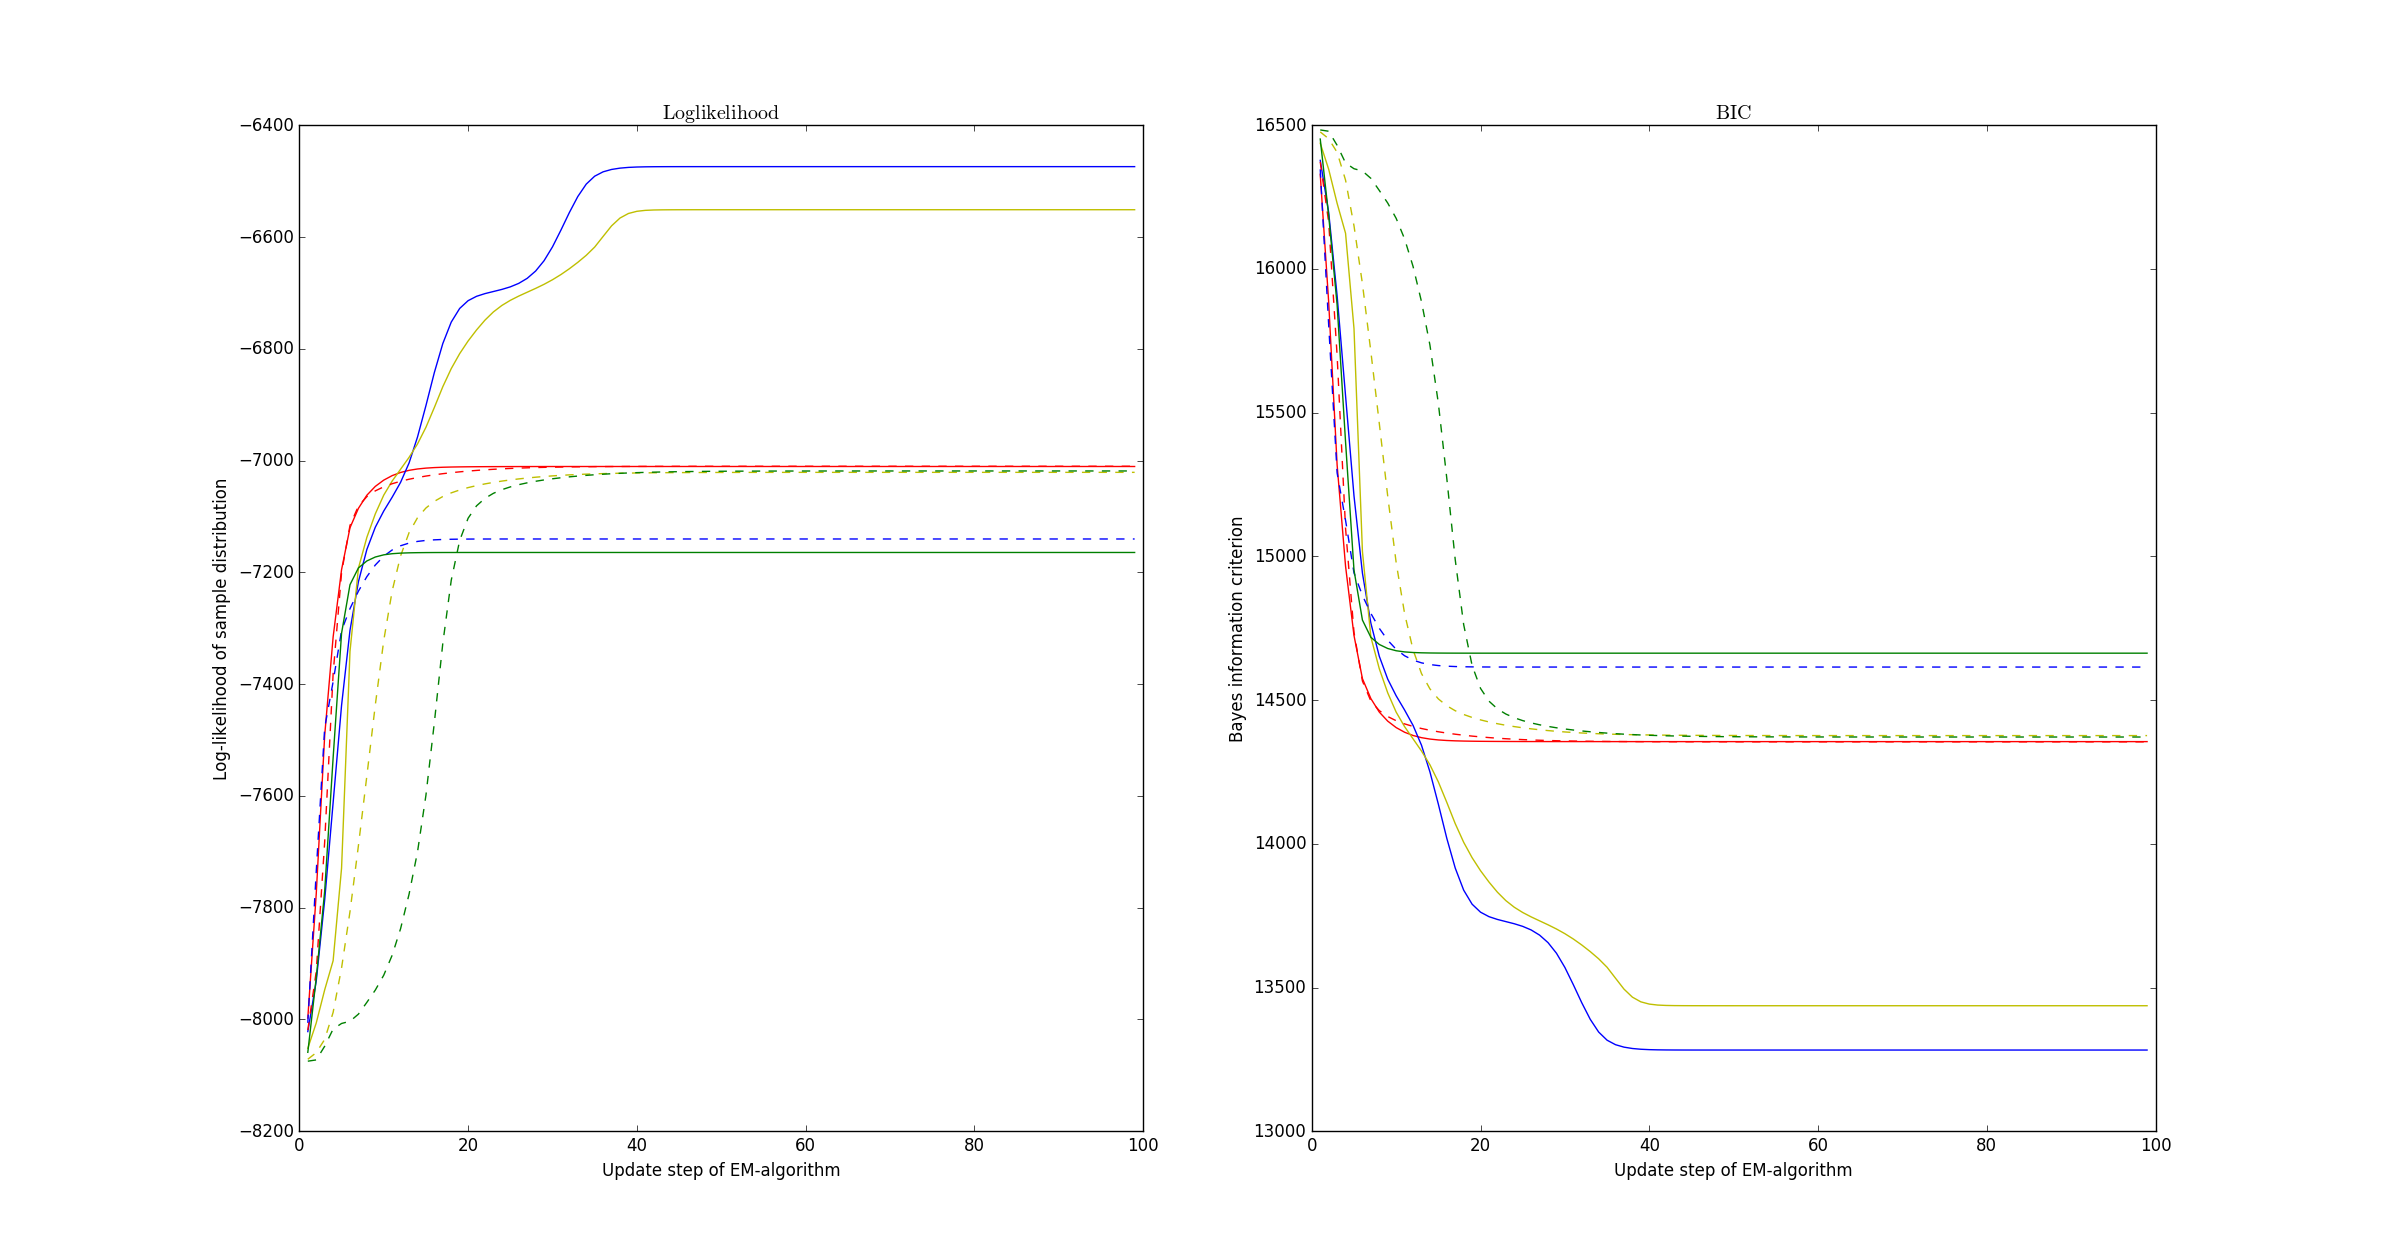 Loglikelihood
−6400
−6600
−6800
−7000
−7200
−7400
−7600
−7800
−8000
−8200
0 20 40 60 80 100
Update step of EM-algorithm
Log-likelihood of sample distribution
BIC
16500
16000
15500
15000
14500
14000
13500
13000
0 20 40 60 80 100
Update step of EM-algorithm
Bayes information criterion